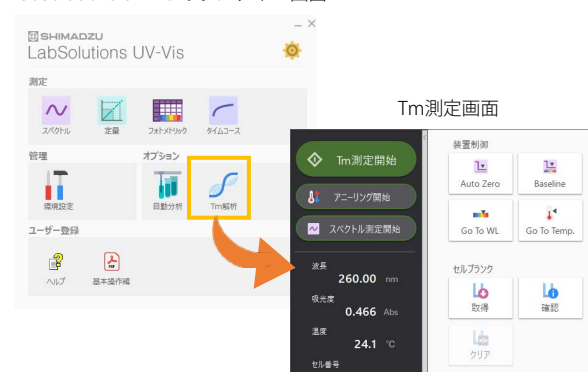 SHIMADZU
LabSolutions UV-Vis
測定
スペクトル
定量
フォトメトリック
タイムコース
管理
オプション
環境設定
自動分析
Tm解析
ユーザー登録
ヘルプ
基本操作編
Tm測定画面
Tm測定開始
アニーリング開始
スペクトル測定開始
波長
260.00 nm
吸光度
0.466 Abs
温度
24.1 ℃
セル番号
装置制御
Auto Zero
Baseline
Go To WL
Go To Temp.
セルブランク
取得
確認
クリア